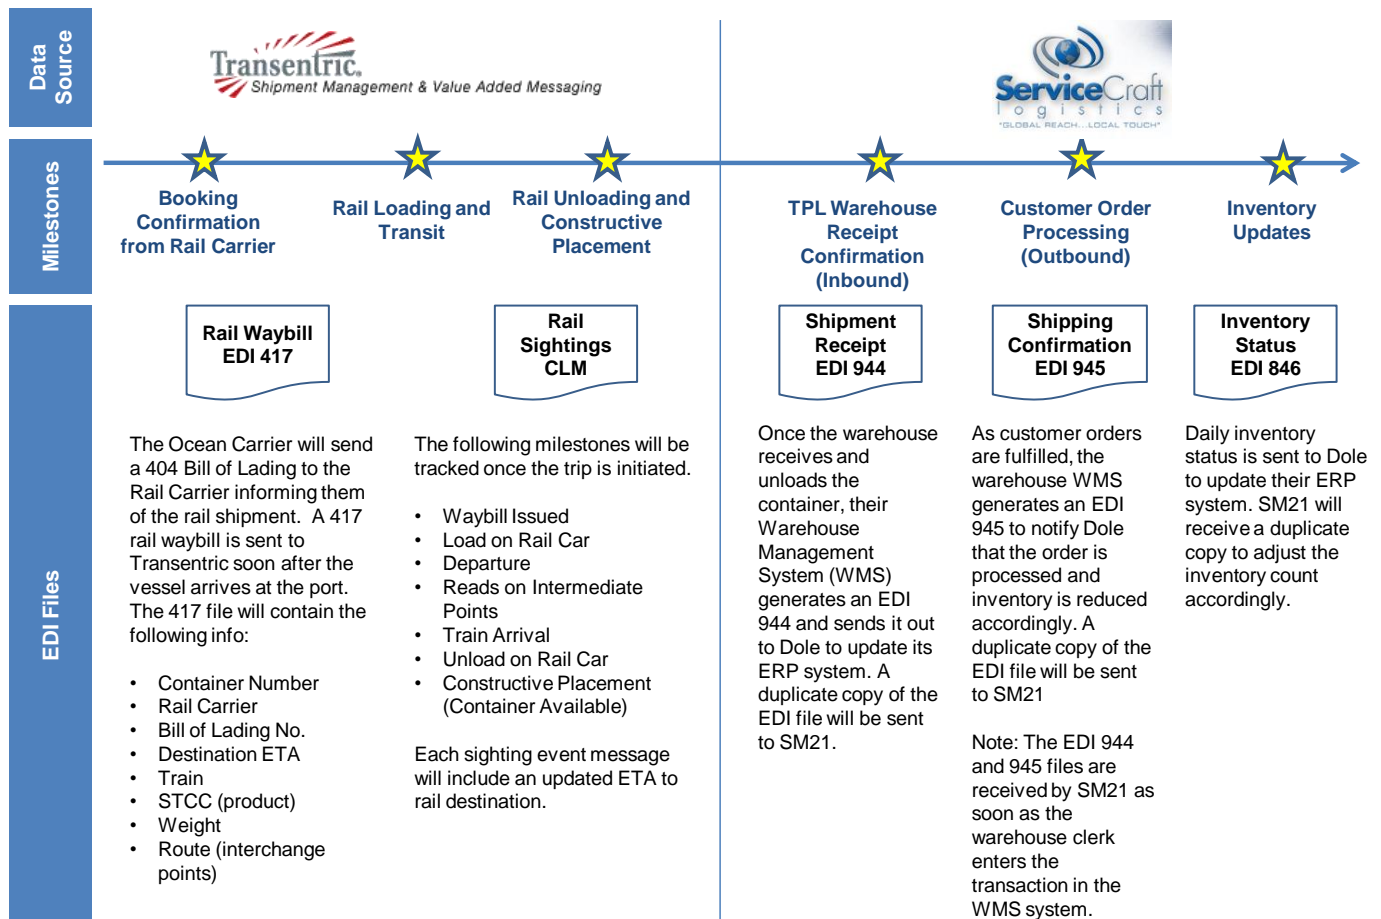 Data
Source
Transentric.
Shipment Management & Value Added Messaging
ServiceCraft
logistics
"GLOBAL REACH...LOCAL TOUCH"
Milestones
Booking
Confirmation
from Rail Carrier
Rail Loading and
Transit
Rail Unloading and
Constructive
Placement
TPL Warehouse
Receipt
Confirmation
(Inbound)
Customer Order
Processing
(Outbound)
Inventory
Updates
EDI Files
Rail Waybill
EDI 417
Rail
Sightings
CLM
Shipment
Receipt
EDI 944
Shipping
Confirmation
EDI 945
Inventory
Status
EDI 846
The Ocean Carrier will send
a 404 Bill of Lading to the
Rail Carrier informing them
of the rail shipment. A 417
rail waybill is sent to
Transentric soon after the
vessel arrives at the port.
The 417 file will contain the
following info:
• Container Number
• Rail Carrier
• Bill of Lading No.
• Destination ETA
• Train
• STCC (product)
• Weight
• Route (interchange
points)
The following milestones will be
tracked once the trip is initiated.
• Waybill Issued
• Load on Rail Car
• Departure
• Reads on Intermediate
Points
• Train Arrival
• Unload on Rail Car
• Constructive Placement
(Container Available)
Each sighting event message
will include an updated ETA to
rail destination.
Once the warehouse
receives and
unloads the
container, their
Warehouse
Management
System (WMS)
generates an EDI
944 and sends it out
to Dole to update its
ERP system. A
duplicate copy of the
EDI file will be sent
to SM21.
As customer orders
are fulfilled, the
warehouse WMS
generates an EDI
945 to notify Dole
that the order is
processed and
inventory is reduced
accordingly. A
duplicate copy of the
EDI file will be sent
to SM21
Note: The EDI 944
and 945 files are
received by SM21 as
soon as the
warehouse clerk
enters the
transaction in the
WMS system.
Daily inventory
status is sent to Dole
to update their ERP
system. SM21 will
receive a duplicate
copy to adjust the
inventory count
accordingly.